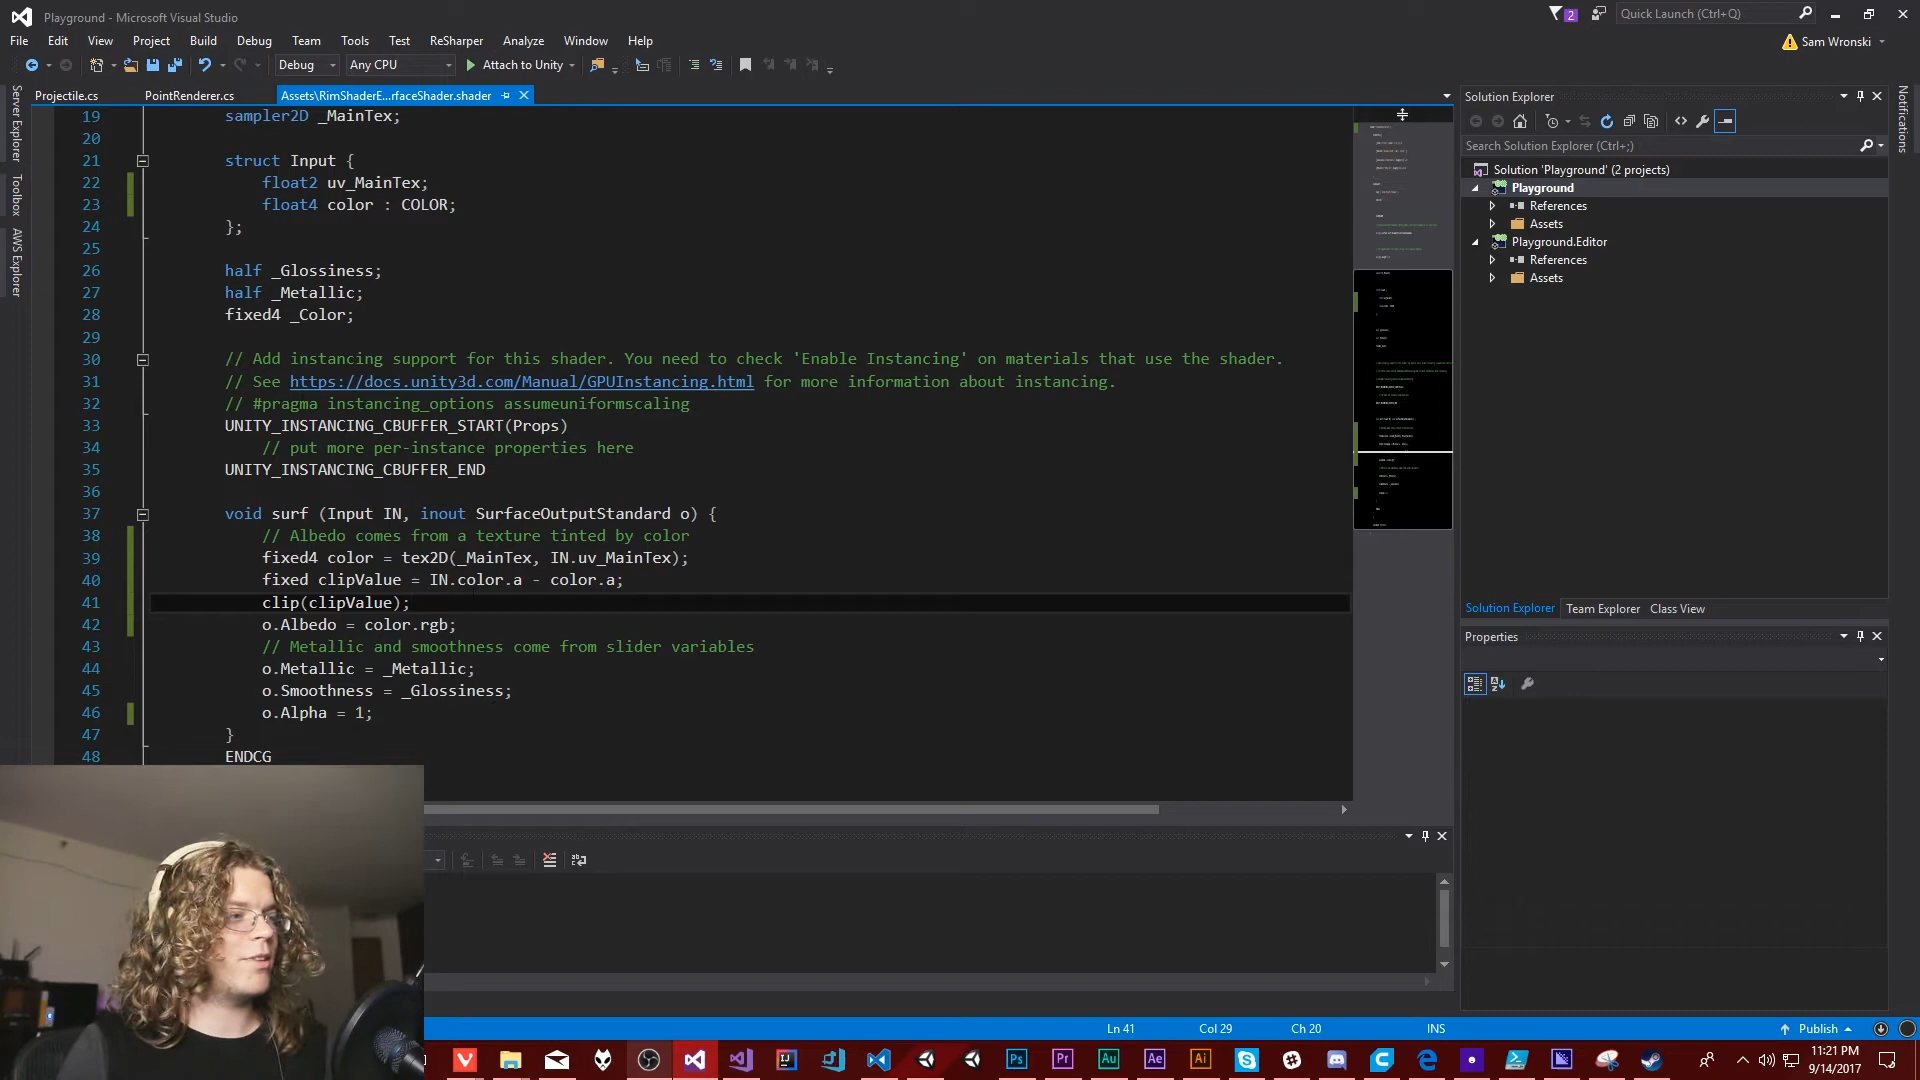 Playground - Microsoft Visual Studio
2
Quick Launch (Ctrl+Q)
File Edit View Project Build Debug Team Tools Test ReSharper Analyze Window Help
Sam Wronski
Debug Any CPU Attach to Unity
Projectile.cs PointRenderer.cs Assets\RimShaderE...rfaceShader.shader
Server Explorer
Toolbox
AWS Explorer
19 sampler2D _MainTex;
20
21 struct Input {
22 float2 uv_MainTex;
23 float4 color : COLOR;
24 };
25
26 half _Glossiness;
27 half _Metallic;
28 fixed4 _Color;
29
30 // Add instancing support for this shader. You need to check 'Enable Instancing' on materials that use the shader.
31 // See https://docs.unity3d.com/Manual/GPUInstancing.html for more information about instancing.
32 // #pragma instancing_options assumeuniformscaling
33 UNITY_INSTANCING_CBUFFER_START(Props)
34 // put more per-instance properties here
35 UNITY_INSTANCING_CBUFFER_END
36
37 void surf (Input IN, inout SurfaceOutputStandard o) {
38 // Albedo comes from a texture tinted by color
39 fixed4 color = tex2D(_MainTex, IN.uv_MainTex);
40 fixed clipValue = IN.color.a - color.a;
41 clip(clipValue);
42 o.Albedo = color.rgb;
43 // Metallic and smoothness come from slider variables
44 o.Metallic = _Metallic;
45 o.Smoothness = _Glossiness;
46 o.Alpha = 1;
47 }
48 ENDCG
Solution Explorer
Search Solution Explorer (Ctrl+;)
Solution 'Playground' (2 projects)
Playground
References
Assets
Playground.Editor
References
Assets
Solution Explorer Team Explorer Class View
Properties
Notifications
Ln 41 Col 29 Ch 20 INS Publish
Ps Pr Au Ae Ai
11:21 PM
9/14/2017